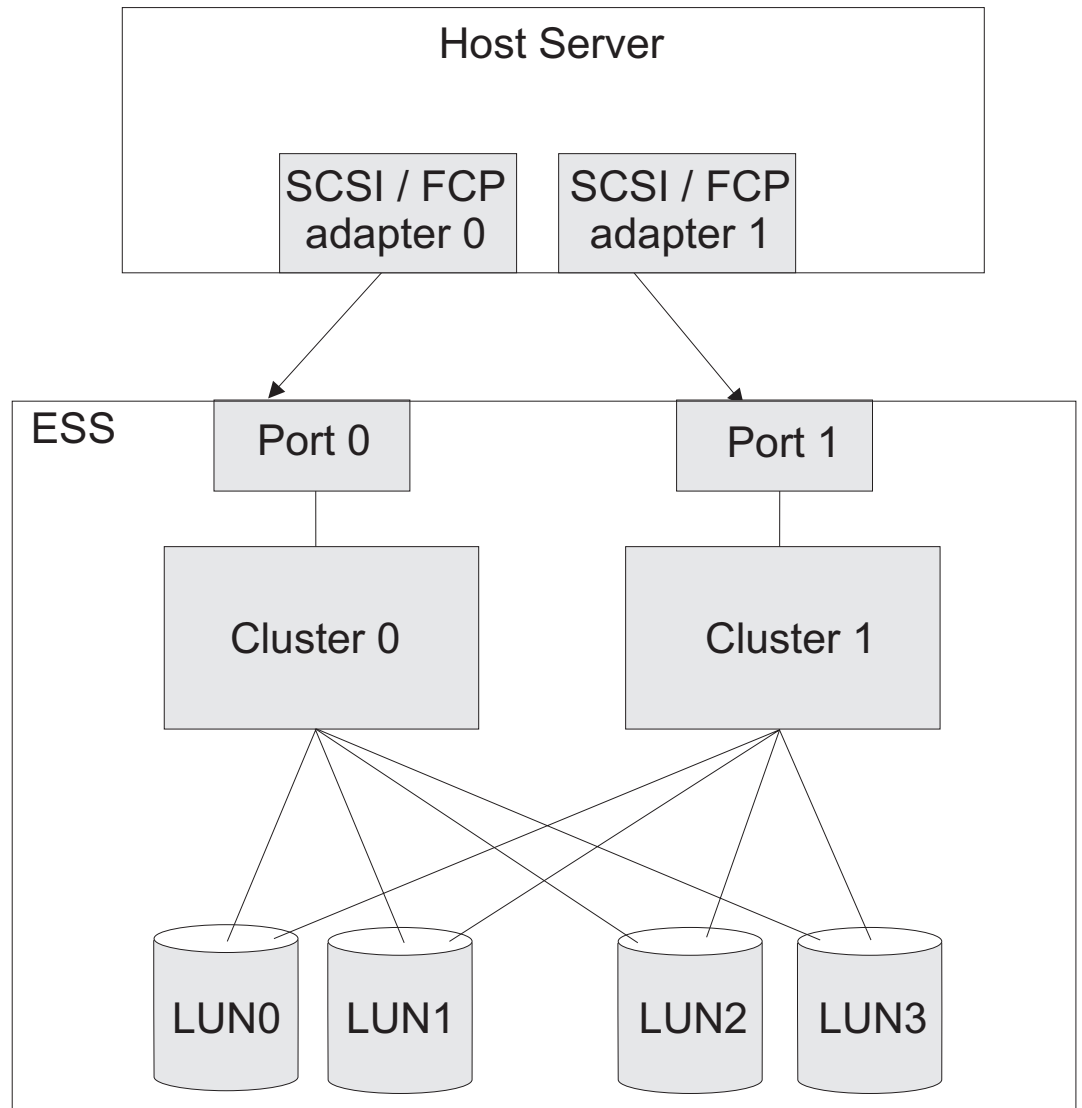 Host Server
SCSI / FCP
adapter 0
SCSI / FCP
adapter 1
ESS
Port 0
Port 1
Cluster 0
Cluster 1
LUN0
LUN1
LUN2
LUN3